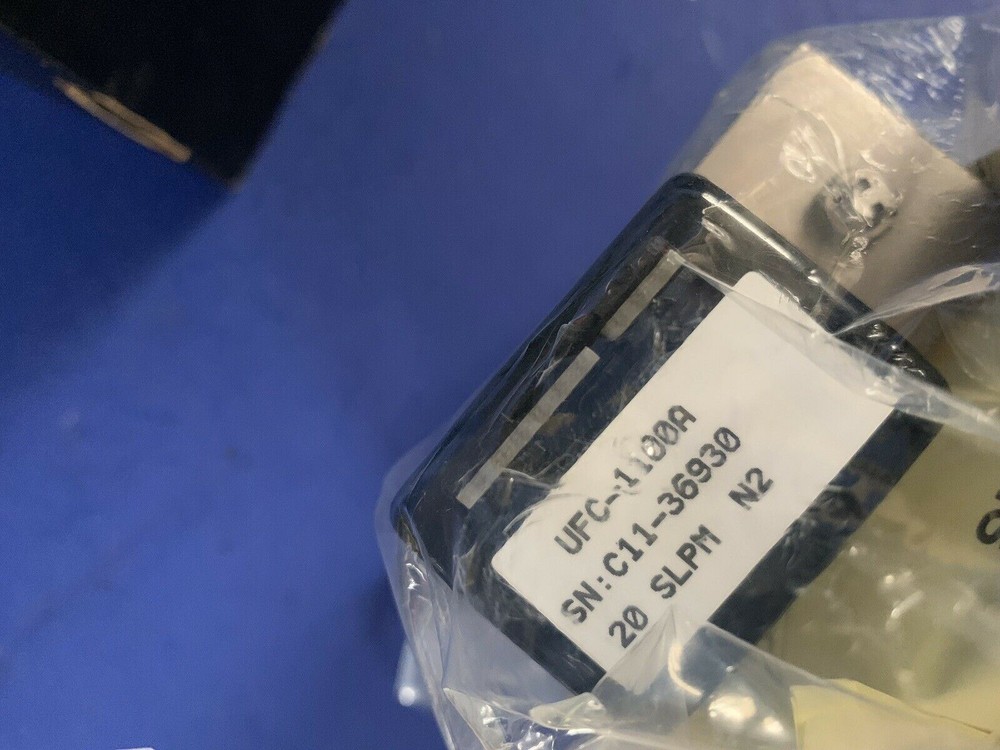 UFC-1100A
SN:C11-36930
20 SLPM N2